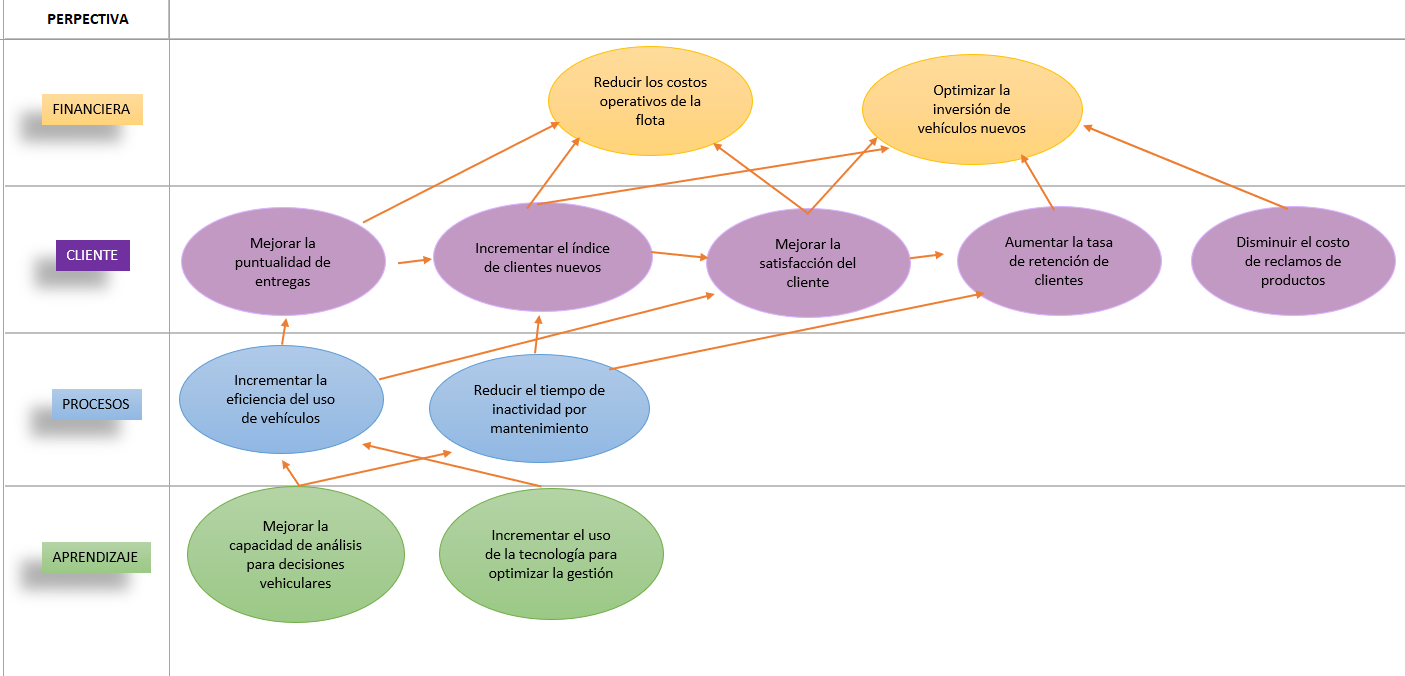 PERPECTIVA
FINANCIERA
Reducir los costos
operativos de la
flota
Optimizar la
inversión de
vehículos nuevos
CLIENTE
Mejorar la
puntualidad de
entregas
Incrementar el índice
de clientes nuevos
Mejorar la
satisfacción del
cliente
Aumentar la tasa
de retención de
clientes
Disminuir el costo
de reclamos de
productos
PROCESOS
Incrementar la
eficiencia del uso
de vehículos
Reducir el tiempo de
inactividad por
mantenimiento
APRENDIZAJE
Mejorar la
capacidad de análisis
para decisiones
vehiculares
Incrementar el uso
de la tecnología para
optimizar la gestión